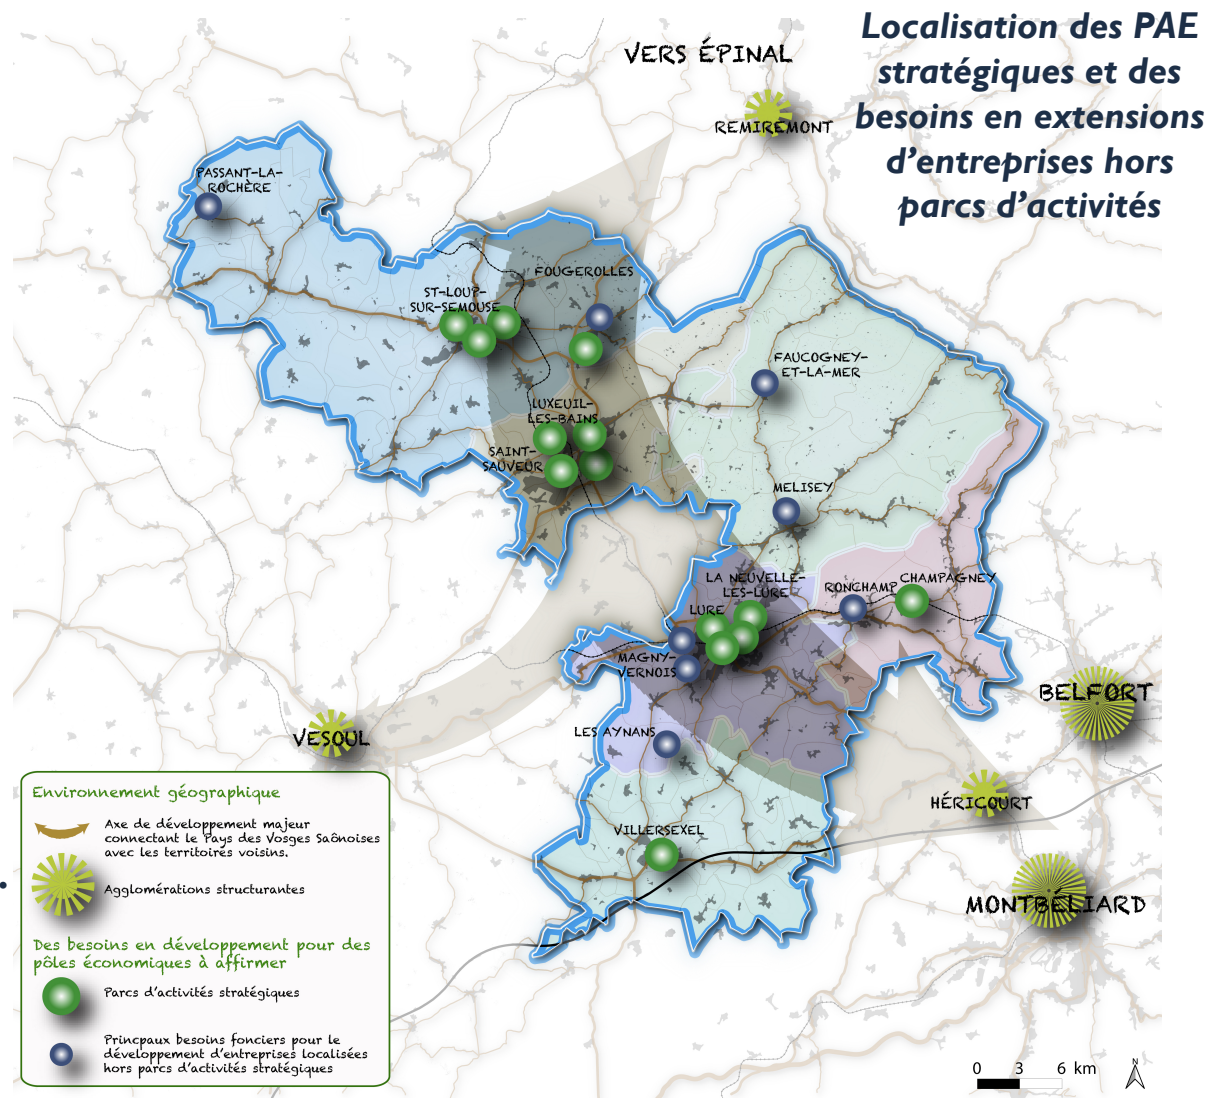 Localisation des PAE
stratégiques et des
besoins en extensions
d'entreprises hors
parcs d'activités
VERS ÉPINAL
REMIREMONT
PASSANT-LA-
ROCHÈRE
FOUGEROLLES
ST-LOUP-
SUR-SEMOUSE
FAUCOGNEY-
ET-LA-MER
LUXEUIL-
LES-BAINS
SAINT-
SAUVEUR
MELISEY
LA NEUVELLE-
LES-LURE
RONCHAMP
CHAMPAGNEY
LURE
MAGNY-
VERNOIS
BELFORT
LES AYNANS
VESOUL
HÉRICOURT
VILLERSEXEL
MONTBÉLIARD
Environnement géographique
Axe de développement majeur
connectant le Pays des Vosges Saônoises
avec les territoires voisins.
Agglomérations structurantes
Des besoins en développement pour des
pôles économiques à affirmer
Parcs d'activités stratégiques
Princpaux besoins fonciers pour le
développement d'entreprises localisées
hors parcs d'activités stratégiques
0 3 6 km
N